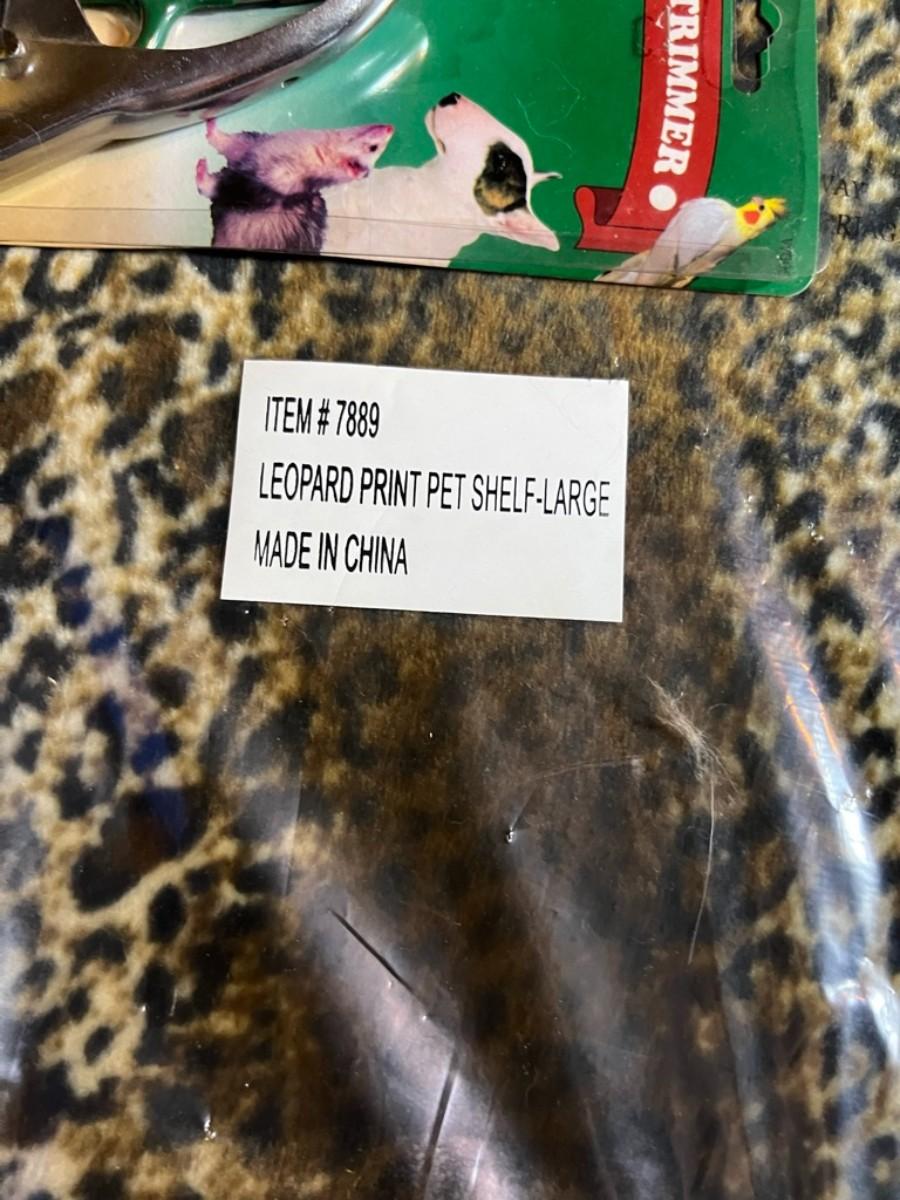 TRIMMER
ITEM # 7889
LEOPARD PRINT PET SHELF-LARGE
MADE IN CHINA